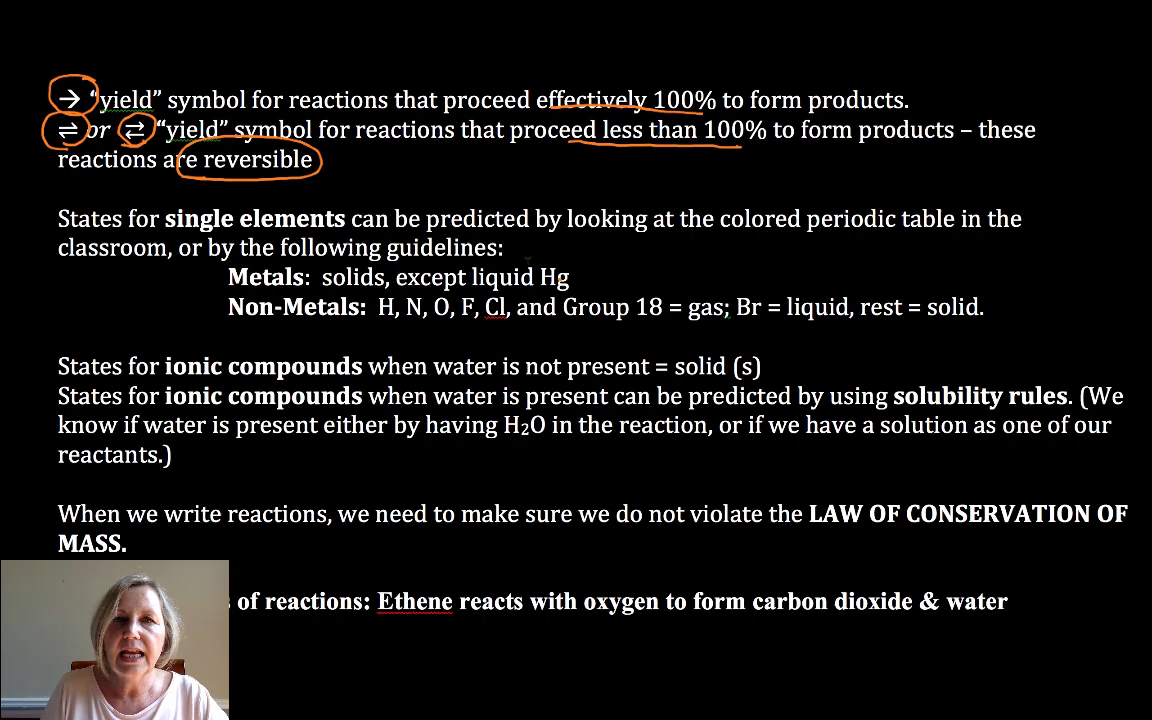 → “yield” symbol for reactions that proceed effectively 100% to form products.
⇌ or ⇄ “yield” symbol for reactions that proceed less than 100% to form products – these
reactions are reversible
States for single elements can be predicted by looking at the colored periodic table in the
classroom, or by the following guidelines:
Metals: solids, except liquid Hg
Non-Metals: H, N, O, F, Cl, and Group 18 = gas; Br = liquid, rest = solid.
States for ionic compounds when water is not present = solid (s)
States for ionic compounds when water is present can be predicted by using solubility rules. (We
know if water is present either by having H₂O in the reaction, or if we have a solution as one of our
reactants.)
When we write reactions, we need to make sure we do not violate the LAW OF CONSERVATION OF
MASS.
of reactions: Ethene reacts with oxygen to form carbon dioxide & water